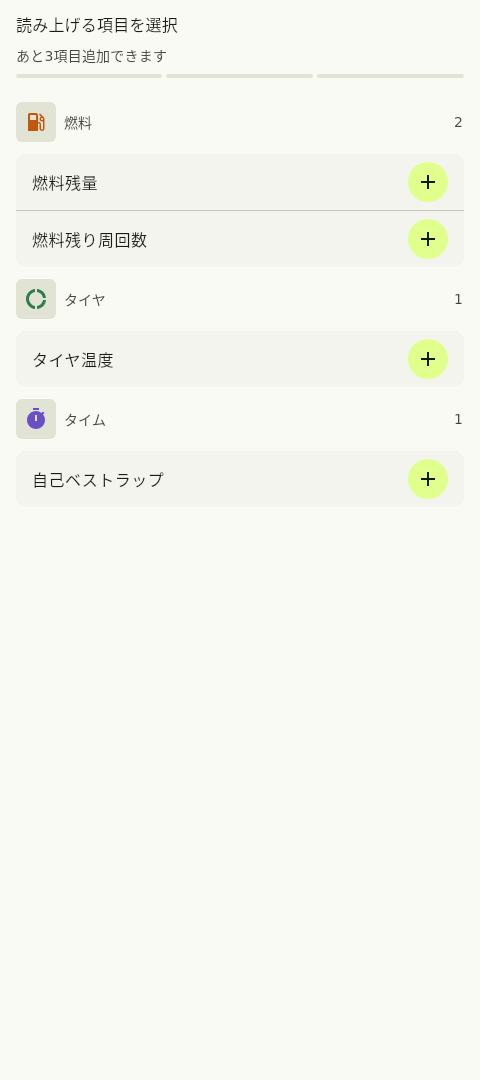 読み上げる項目を選択
あと3項目追加できます
燃料 2
燃料残量
燃料残り周回数
タイヤ 1
タイヤ温度
タイム 1
自己ベストラップ